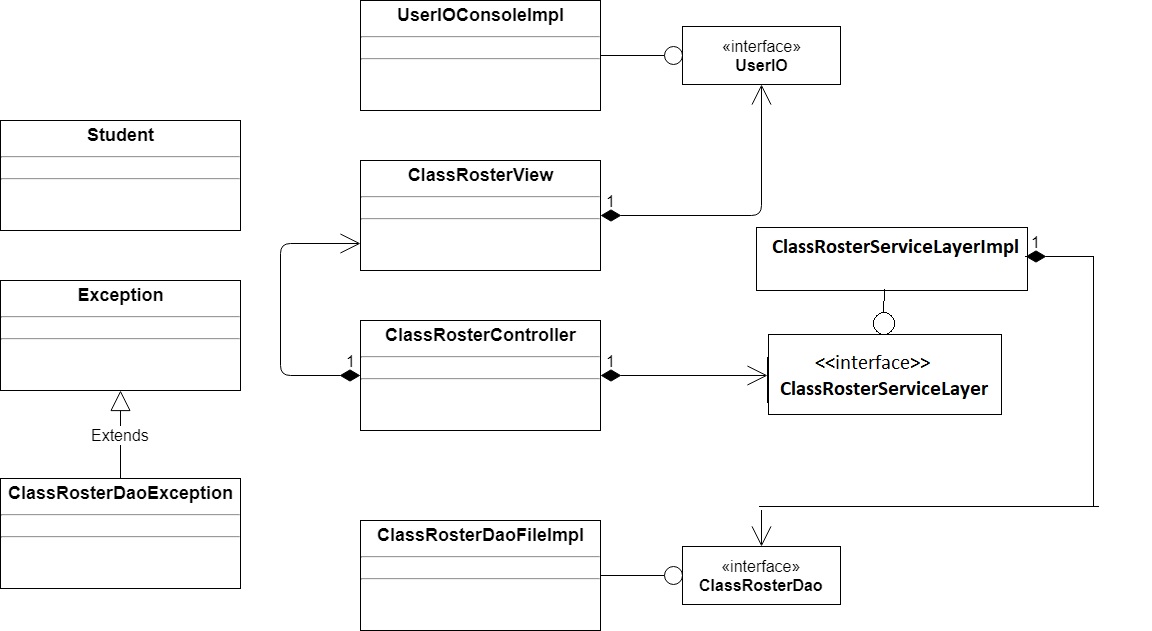 UserIOConsoleImpl
«interface»
UserIO
Student
ClassRosterView
1
ClassRosterServiceLayerImpl
1
Exception
ClassRosterController
1
1
<<interface>>
ClassRosterServiceLayer
Extends
ClassRosterDaoException
ClassRosterDaoFileImpl
«interface»
ClassRosterDao